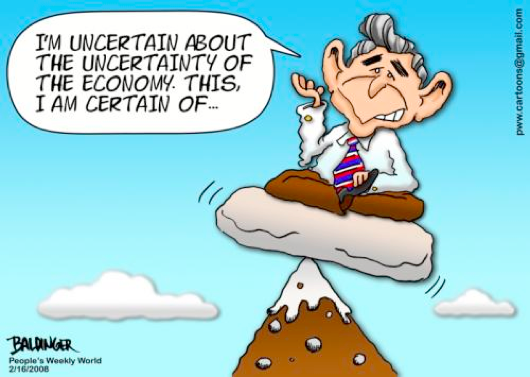 I'M UNCERTAIN ABOUT
THE UNCERTAINTY OF
THE ECONOMY. THIS,
I AM CERTAIN OF...
pww.cartoons@gmail.com
BALDINGER
People's Weekly World
2/16/2008